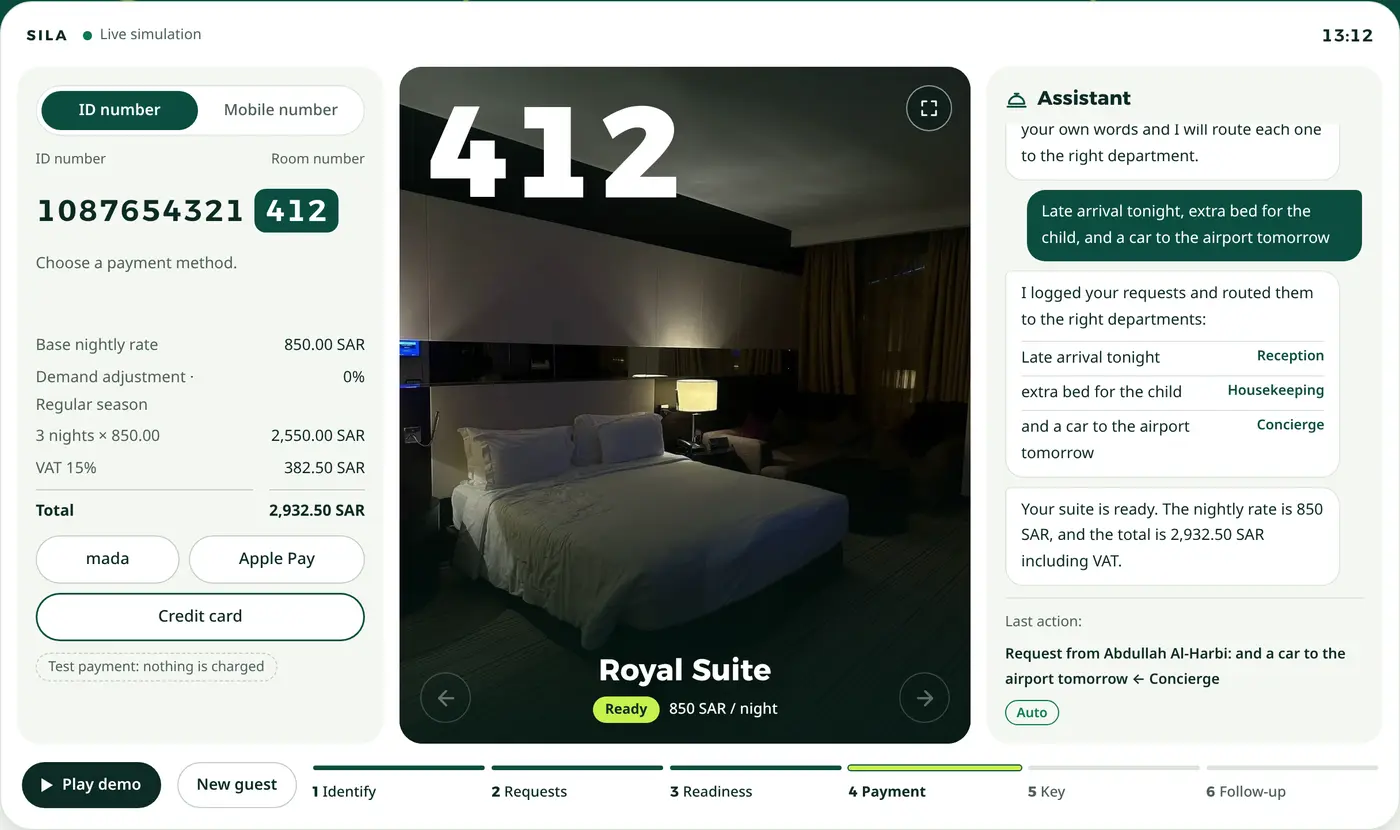 SILA
Live simulation
13:12
ID number
Mobile number
ID number
Room number
1087654321
412
Choose a payment method.
Base nightly rate 850.00 SAR
Demand adjustment · 0%
Regular season
3 nights × 850.00 2,550.00 SAR
VAT 15% 382.50 SAR
Total 2,932.50 SAR
mada
Apple Pay
Credit card
Test payment: nothing is charged
412
Royal Suite
Ready 850 SAR / night
Assistant
your own words and I will route each one
to the right department.
Late arrival tonight, extra bed for the
child, and a car to the airport tomorrow
I logged your requests and routed them
to the right departments:
Late arrival tonight Reception
extra bed for the child Housekeeping
and a car to the airport Concierge
tomorrow
Your suite is ready. The nightly rate is 850
SAR, and the total is 2,932.50 SAR
including VAT.
Last action:
Request from Abdullah Al-Harbi: and a car to the
airport tomorrow ← Concierge
Auto
Play demo
New guest
1 Identify
2 Requests
3 Readiness
4 Payment
5 Key
6 Follow-up